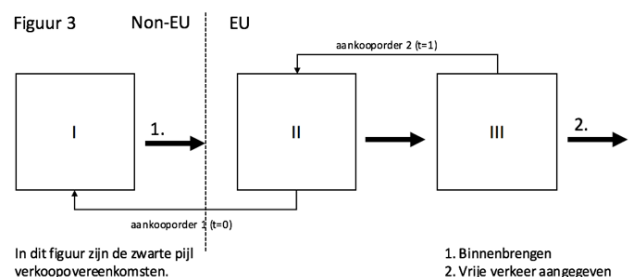 Figuur 3 Non-EU EU
aankooporder 2 (t=1)
I 1. II III 2.
aankooporder 1 (t=0)
In dit figuur zijn de zwarte pijl
verkoopovereenkomsten.
1. Binnenbrengen
2. Vrije verkeer aangegeven